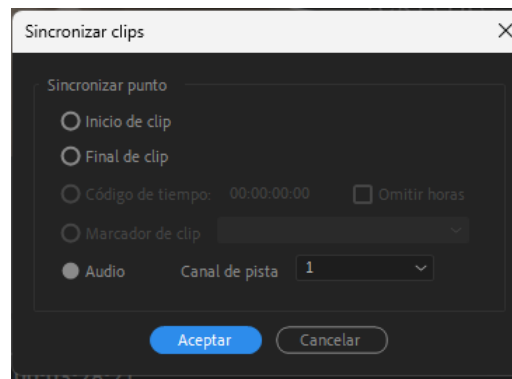 Sincronizar clips
Sincronizar punto
Inicio de clip
Final de clip
Código de tiempo: 00:00:00:00 Omitir horas
Marcador de clip
Audio Canal de pista 1
Aceptar Cancelar